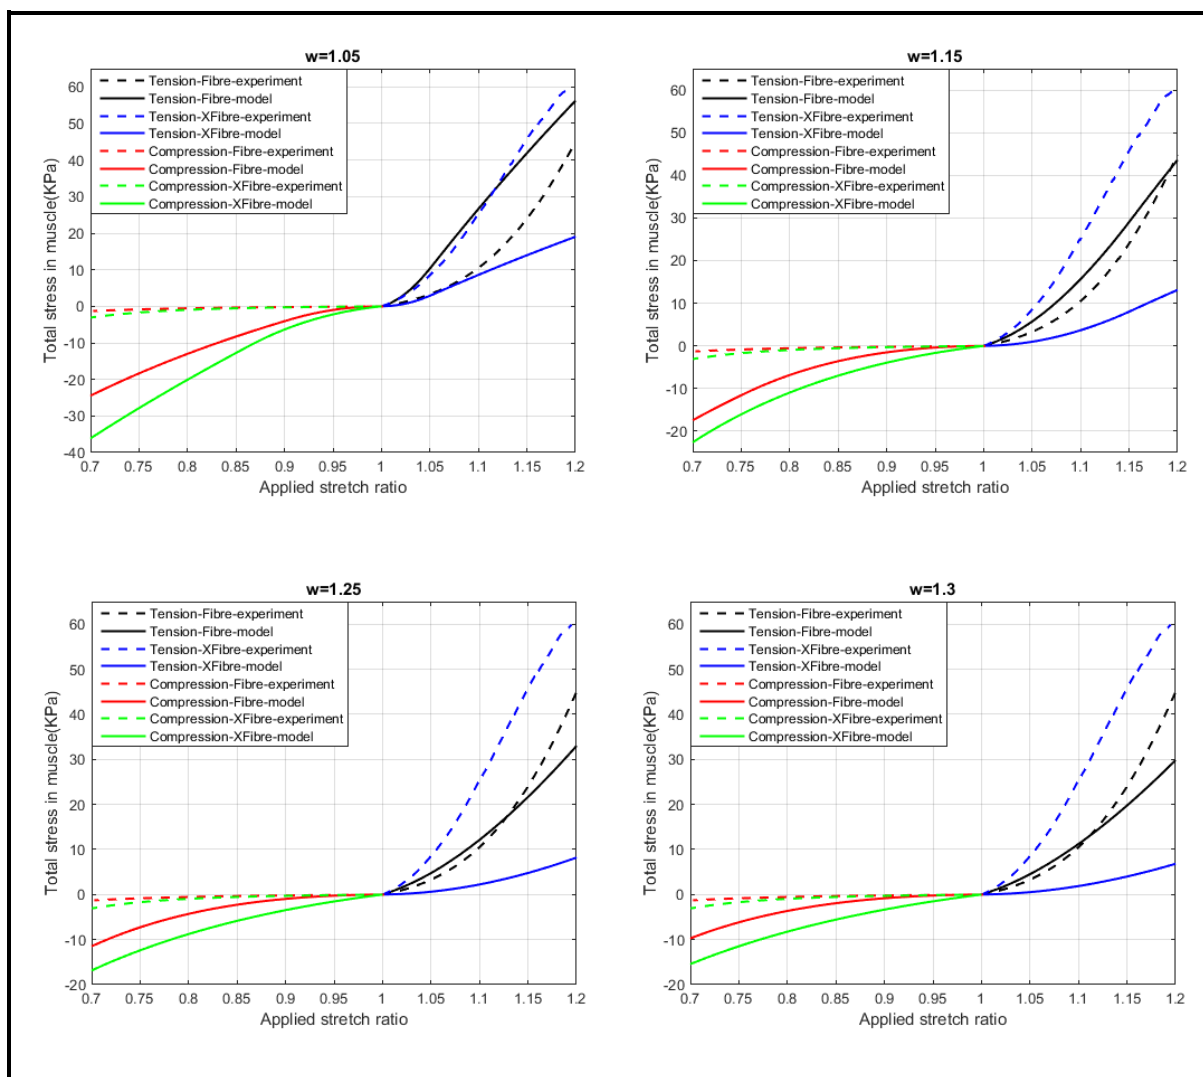 w=1.05
Tension-Fibre-experiment
Tension-Fibre-model
Tension-XFibre-experiment
Tension-XFibre-model
Compression-Fibre-experiment
Compression-Fibre-model
Compression-XFibre-experiment
Compression-XFibre-model
Total stress in muscle(KPa)
60
50
40
30
20
10
0
-10
-20
-30
-40
0.7 0.75 0.8 0.85 0.9 0.95 1 1.05 1.1 1.15 1.2
Applied stretch ratio
w=1.15
Tension-Fibre-experiment
Tension-Fibre-model
Tension-XFibre-experiment
Tension-XFibre-model
Compression-Fibre-experiment
Compression-Fibre-model
Compression-XFibre-experiment
Compression-XFibre-model
Total stress in muscle(KPa)
60
50
40
30
20
10
0
-10
-20
0.7 0.75 0.8 0.85 0.9 0.95 1 1.05 1.1 1.15 1.2
Applied stretch ratio
w=1.25
Tension-Fibre-experiment
Tension-Fibre-model
Tension-XFibre-experiment
Tension-XFibre-model
Compression-Fibre-experiment
Compression-Fibre-model
Compression-XFibre-experiment
Compression-XFibre-model
Total stress in muscle(KPa)
60
50
40
30
20
10
0
-10
-20
0.7 0.75 0.8 0.85 0.9 0.95 1 1.05 1.1 1.15 1.2
Applied stretch ratio
w=1.3
Tension-Fibre-experiment
Tension-Fibre-model
Tension-XFibre-experiment
Tension-XFibre-model
Compression-Fibre-experiment
Compression-Fibre-model
Compression-XFibre-experiment
Compression-XFibre-model
Total stress in muscle(KPa)
60
50
40
30
20
10
0
-10
-20
0.7 0.75 0.8 0.85 0.9 0.95 1 1.05 1.1 1.15 1.2
Applied stretch ratio